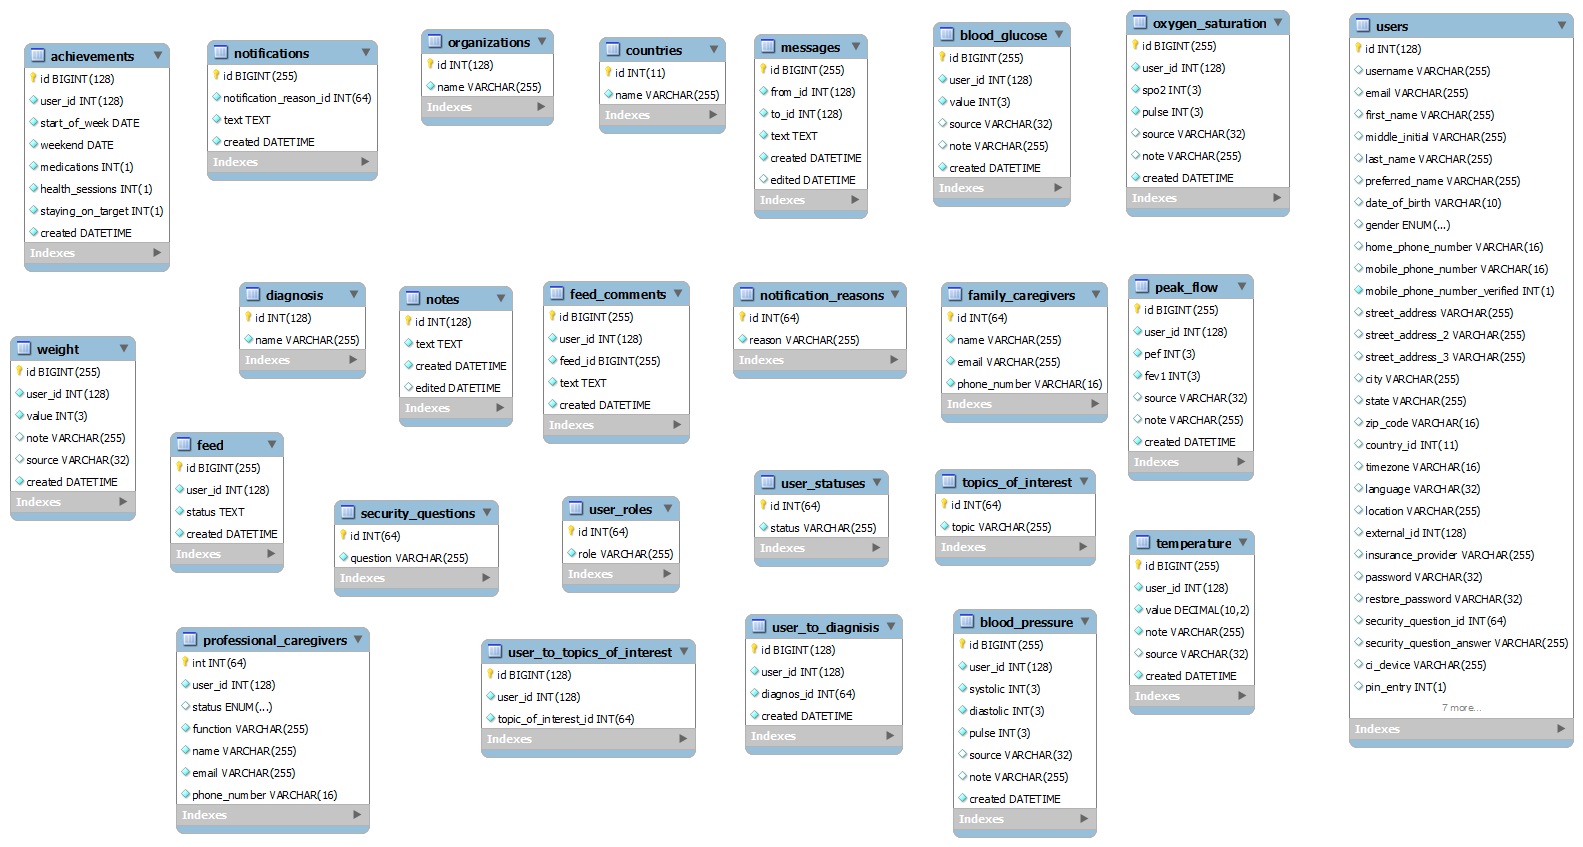 achievements
id BIGINT(128)
user_id INT(128)
start_of_week DATE
weekend DATE
medications INT(1)
health_sessions INT(1)
staying_on_target INT(1)
created DATETIME
Indexes
notifications
id BIGINT(255)
notification_reason_id INT(64)
text TEXT
created DATETIME
Indexes
organizations
id INT(128)
name VARCHAR(255)
Indexes
countries
id INT(11)
name VARCHAR(255)
Indexes
messages
id BIGINT(255)
from_id INT(128)
to_id INT(128)
text TEXT
created DATETIME
edited DATETIME
Indexes
blood_glucose
id BIGINT(255)
user_id INT(128)
value INT(3)
source VARCHAR(32)
note VARCHAR(255)
created DATETIME
Indexes
oxygen_saturation
id BIGINT(255)
user_id INT(128)
spo2 INT(3)
pulse INT(3)
source VARCHAR(32)
note VARCHAR(255)
created DATETIME
Indexes
users
id INT(128)
username VARCHAR(255)
email VARCHAR(255)
first_name VARCHAR(255)
middle_initial VARCHAR(255)
last_name VARCHAR(255)
preferred_name VARCHAR(255)
date_of_birth VARCHAR(10)
gender ENUM(...)
home_phone_number VARCHAR(16)
mobile_phone_number VARCHAR(16)
mobile_phone_number_verified INT(1)
street_address VARCHAR(255)
street_address_2 VARCHAR(255)
street_address_3 VARCHAR(255)
city VARCHAR(255)
state VARCHAR(255)
zip_code VARCHAR(16)
country_id INT(11)
timezone VARCHAR(16)
language VARCHAR(32)
location VARCHAR(255)
external_id INT(128)
insurance_provider VARCHAR(255)
password VARCHAR(32)
restore_password VARCHAR(32)
security_question_id INT(64)
security_question_answer VARCHAR(255)
ci_device VARCHAR(255)
pin_entry INT(1)
7 more...
Indexes
diagnosis
id INT(128)
name VARCHAR(255)
Indexes
notes
id INT(128)
text TEXT
created DATETIME
edited DATETIME
Indexes
feed_comments
id BIGINT(255)
user_id INT(128)
feed_id BIGINT(255)
text TEXT
created DATETIME
Indexes
notification_reasons
id INT(64)
reason VARCHAR(255)
Indexes
family_caregivers
id INT(64)
name VARCHAR(255)
email VARCHAR(255)
phone_number VARCHAR(16)
Indexes
peak_flow
id BIGINT(255)
user_id INT(128)
pef INT(3)
fev1 INT(3)
source VARCHAR(32)
note VARCHAR(255)
created DATETIME
Indexes
weight
id BIGINT(255)
user_id INT(128)
value INT(3)
note VARCHAR(255)
source VARCHAR(32)
created DATETIME
Indexes
feed
id BIGINT(255)
user_id INT(128)
status TEXT
created DATETIME
Indexes
security_questions
id INT(64)
question VARCHAR(255)
Indexes
user_roles
id INT(64)
role VARCHAR(255)
Indexes
user_statuses
id INT(64)
status VARCHAR(255)
Indexes
topics_of_interest
id INT(64)
topic VARCHAR(255)
Indexes
temperature
id BIGINT(255)
user_id INT(128)
value DECIMAL(10,2)
note VARCHAR(255)
source VARCHAR(32)
created DATETIME
Indexes
professional_caregivers
int INT(64)
user_id INT(128)
status ENUM(...)
function VARCHAR(255)
name VARCHAR(255)
email VARCHAR(255)
phone_number VARCHAR(16)
Indexes
user_to_topics_of_interest
id BIGINT(128)
user_id INT(128)
topic_of_interest_id INT(64)
Indexes
user_to_diagnisis
id BIGINT(128)
user_id INT(128)
diagnos_id INT(64)
created DATETIME
Indexes
blood_pressure
id BIGINT(255)
user_id INT(128)
systolic INT(3)
diastolic INT(3)
pulse INT(3)
source VARCHAR(32)
note VARCHAR(255)
created DATETIME
Indexes